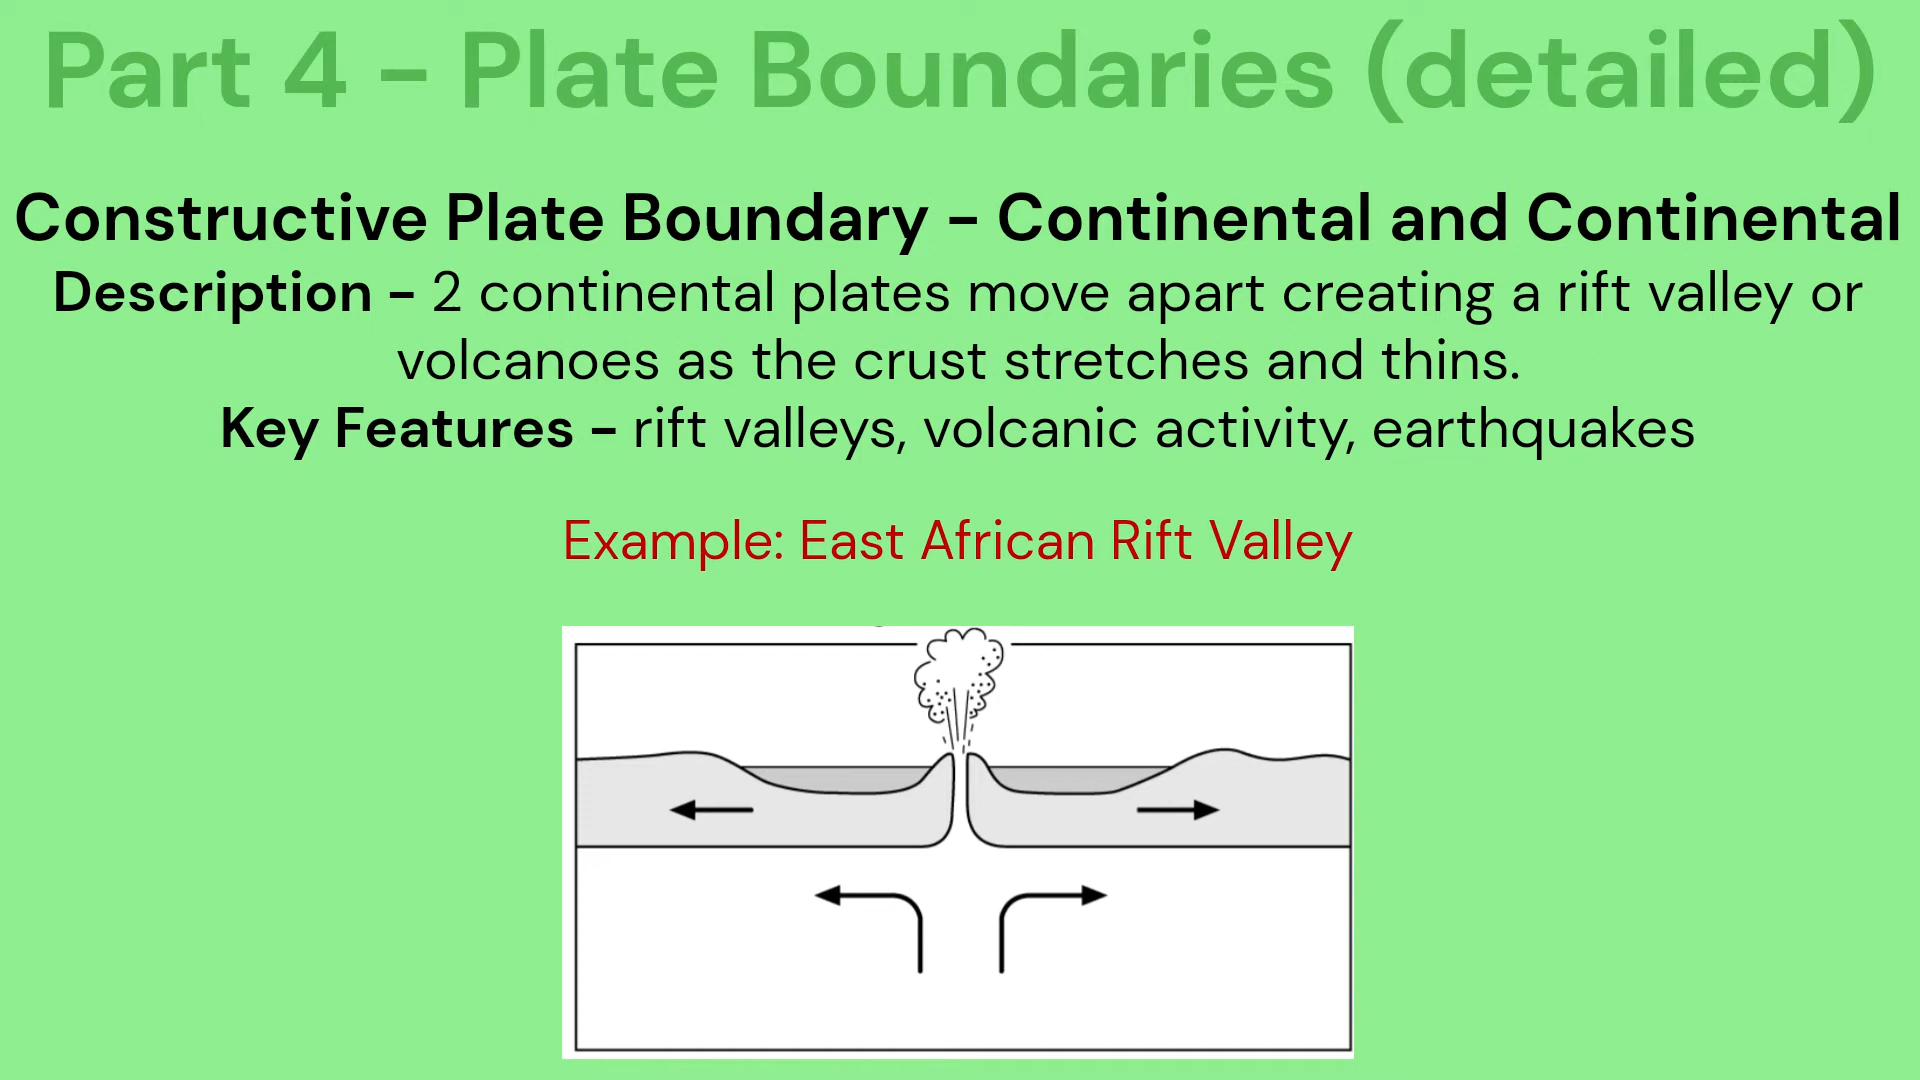 Part 4 - Plate Boundaries (detailed)
Constructive Plate Boundary - Continental and Continental
Description - 2 continental plates move apart creating a rift valley or
volcanoes as the crust stretches and thins.
Key Features - rift valleys, volcanic activity, earthquakes
Example: East African Rift Valley